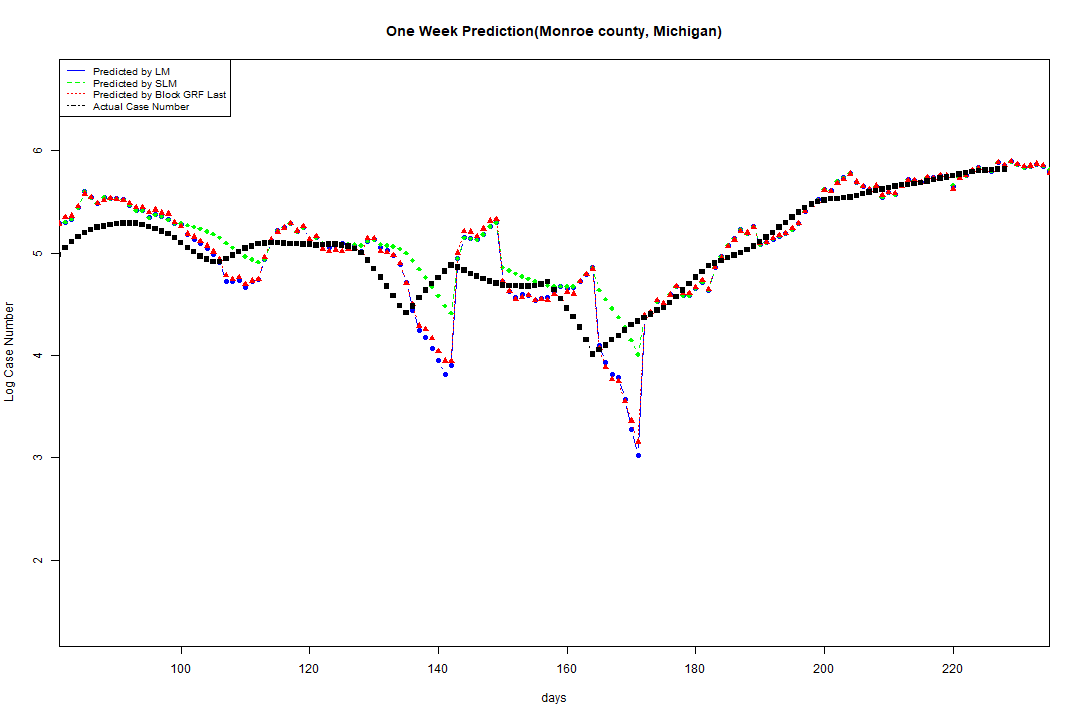 One Week Prediction(Monroe county, Michigan)
Predicted by LM
Predicted by SLM
Predicted by Block GRF Last
Actual Case Number
6
5
4
3
2
Log Case Number
100 120 140 160 180 200 220
days